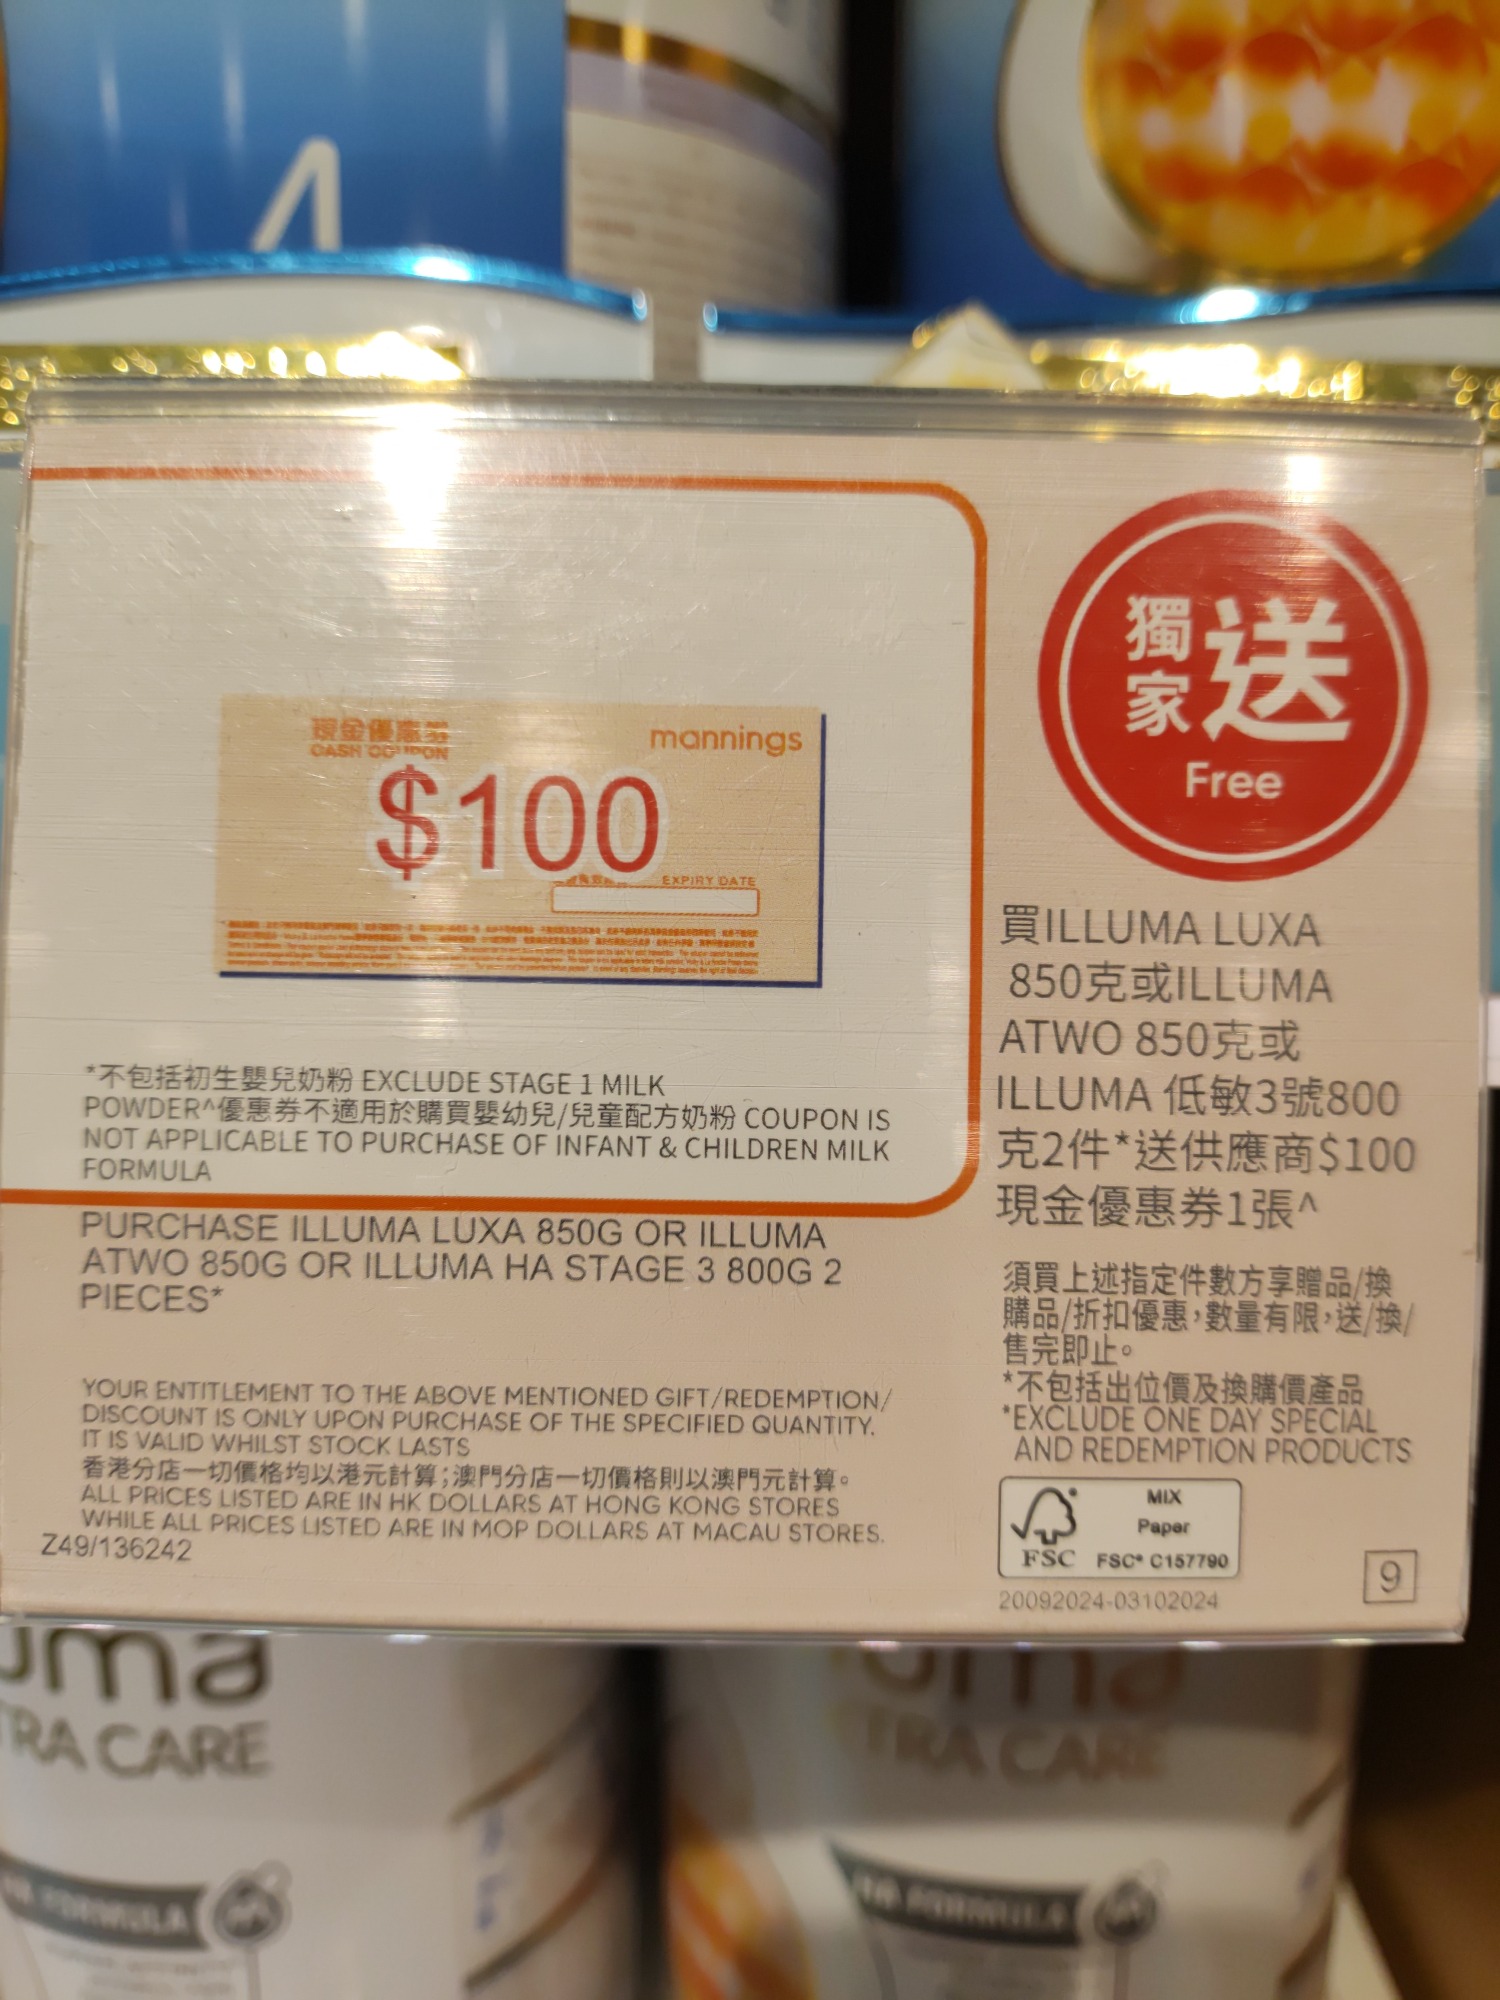 4
現金優惠券
CASH COUPON
mannings
$100
EXPIRY DATE
*不包括初生嬰兒奶粉 EXCLUDE STAGE 1 MILK
POWDER^優惠券不適用於購買嬰幼兒/兒童配方奶粉 COUPON IS
NOT APPLICABLE TO PURCHASE OF INFANT & CHILDREN MILK
FORMULA
PURCHASE ILLUMA LUXA 850G OR ILLUMA
ATWO 850G OR ILLUMA HA STAGE 3 800G 2
PIECES*
YOUR ENTITLEMENT TO THE ABOVE MENTIONED GIFT/REDEMPTION/
DISCOUNT IS ONLY UPON PURCHASE OF THE SPECIFIED QUANTITY.
IT IS VALID WHILST STOCK LASTS
香港分店一切價格均以港元計算;澳門分店一切價格則以澳門元計算。
ALL PRICES LISTED ARE IN HK DOLLARS AT HONG KONG STORES
WHILE ALL PRICES LISTED ARE IN MOP DOLLARS AT MACAU STORES.
Z49/136242
獨家
送
Free
買ILLUMA LUXA
850克或ILLUMA
ATWO 850克或
ILLUMA 低敏3號800
克2件*送供應商$100
現金優惠券1張^
須買上述指定件數方享贈品/換
購品/折扣優惠,數量有限,送/換/
售完即止。
*不包括出位價及換購價產品
*EXCLUDE ONE DAY SPECIAL
AND REDEMPTION PRODUCTS
MIX
Paper
FSC FSC® C157790
20092024-03102024
9
uma
TRA CARE
HA FORMULA
uma
TRA CARE
HA FORMULA